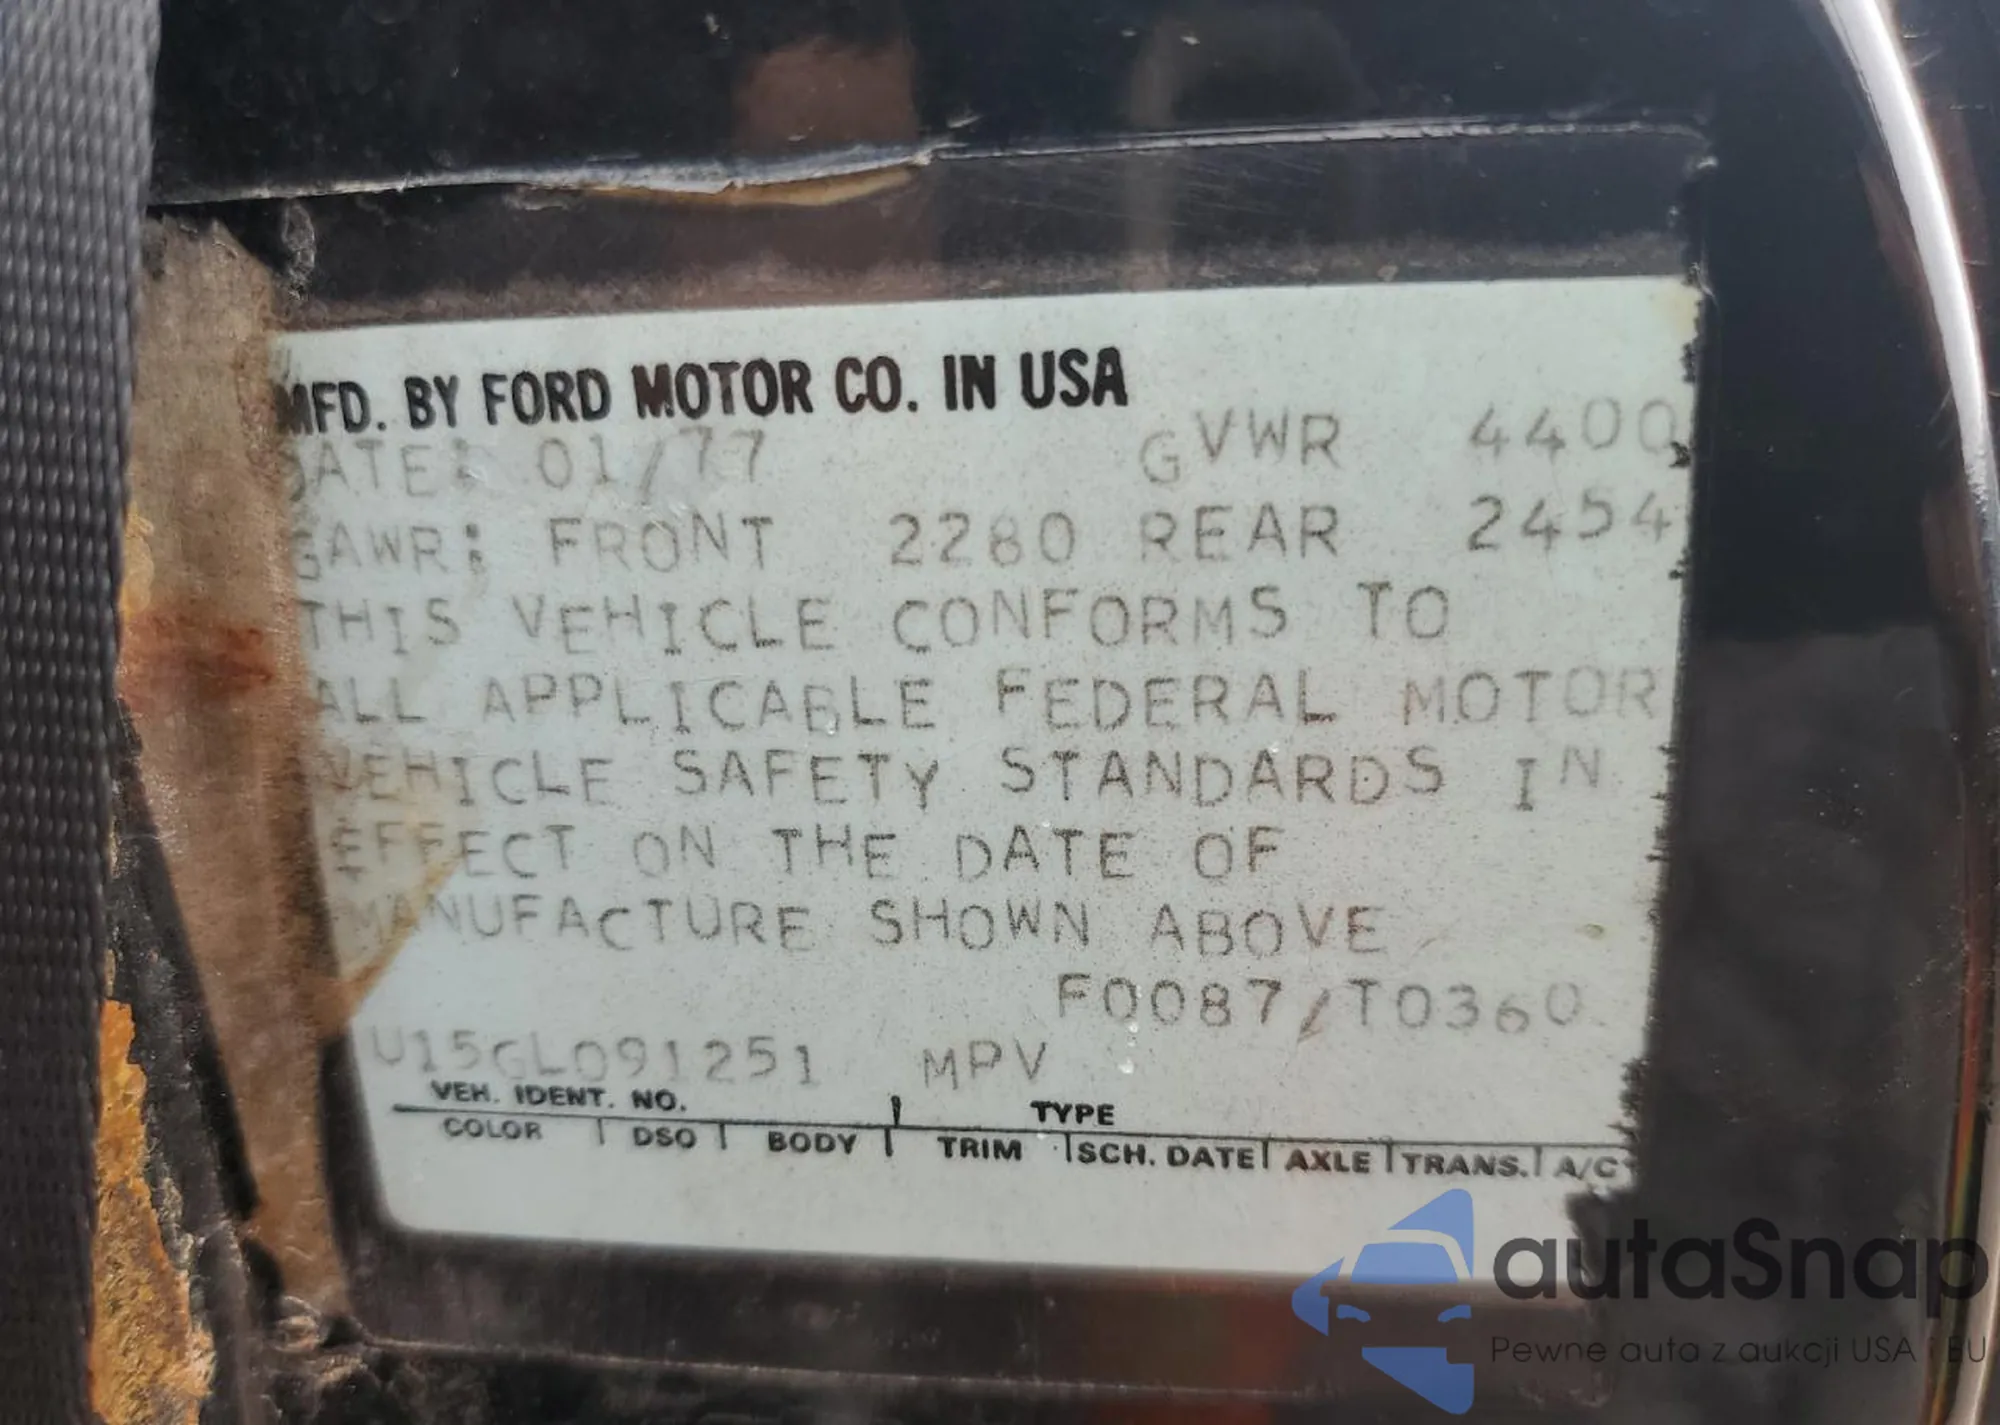 MFD. BY FORD MOTOR CO. IN USA
DATE: 01/77 GVWR 4400
GAWR: FRONT 2280 REAR 2454
THIS VEHICLE CONFORMS TO
ALL APPLICABLE FEDERAL MOTOR
VEHICLE SAFETY STANDARDS IN
EFFECT ON THE DATE OF
MANUFACTURE SHOWN ABOVE
F0087/T0360
U15GL091251 MPV
VEH. IDENT. NO. TYPE
COLOR DSO BODY TRIM SCH. DATE AXLE TRANS. A/C
autaSnap
Pewne auta z aukcji USA i EU